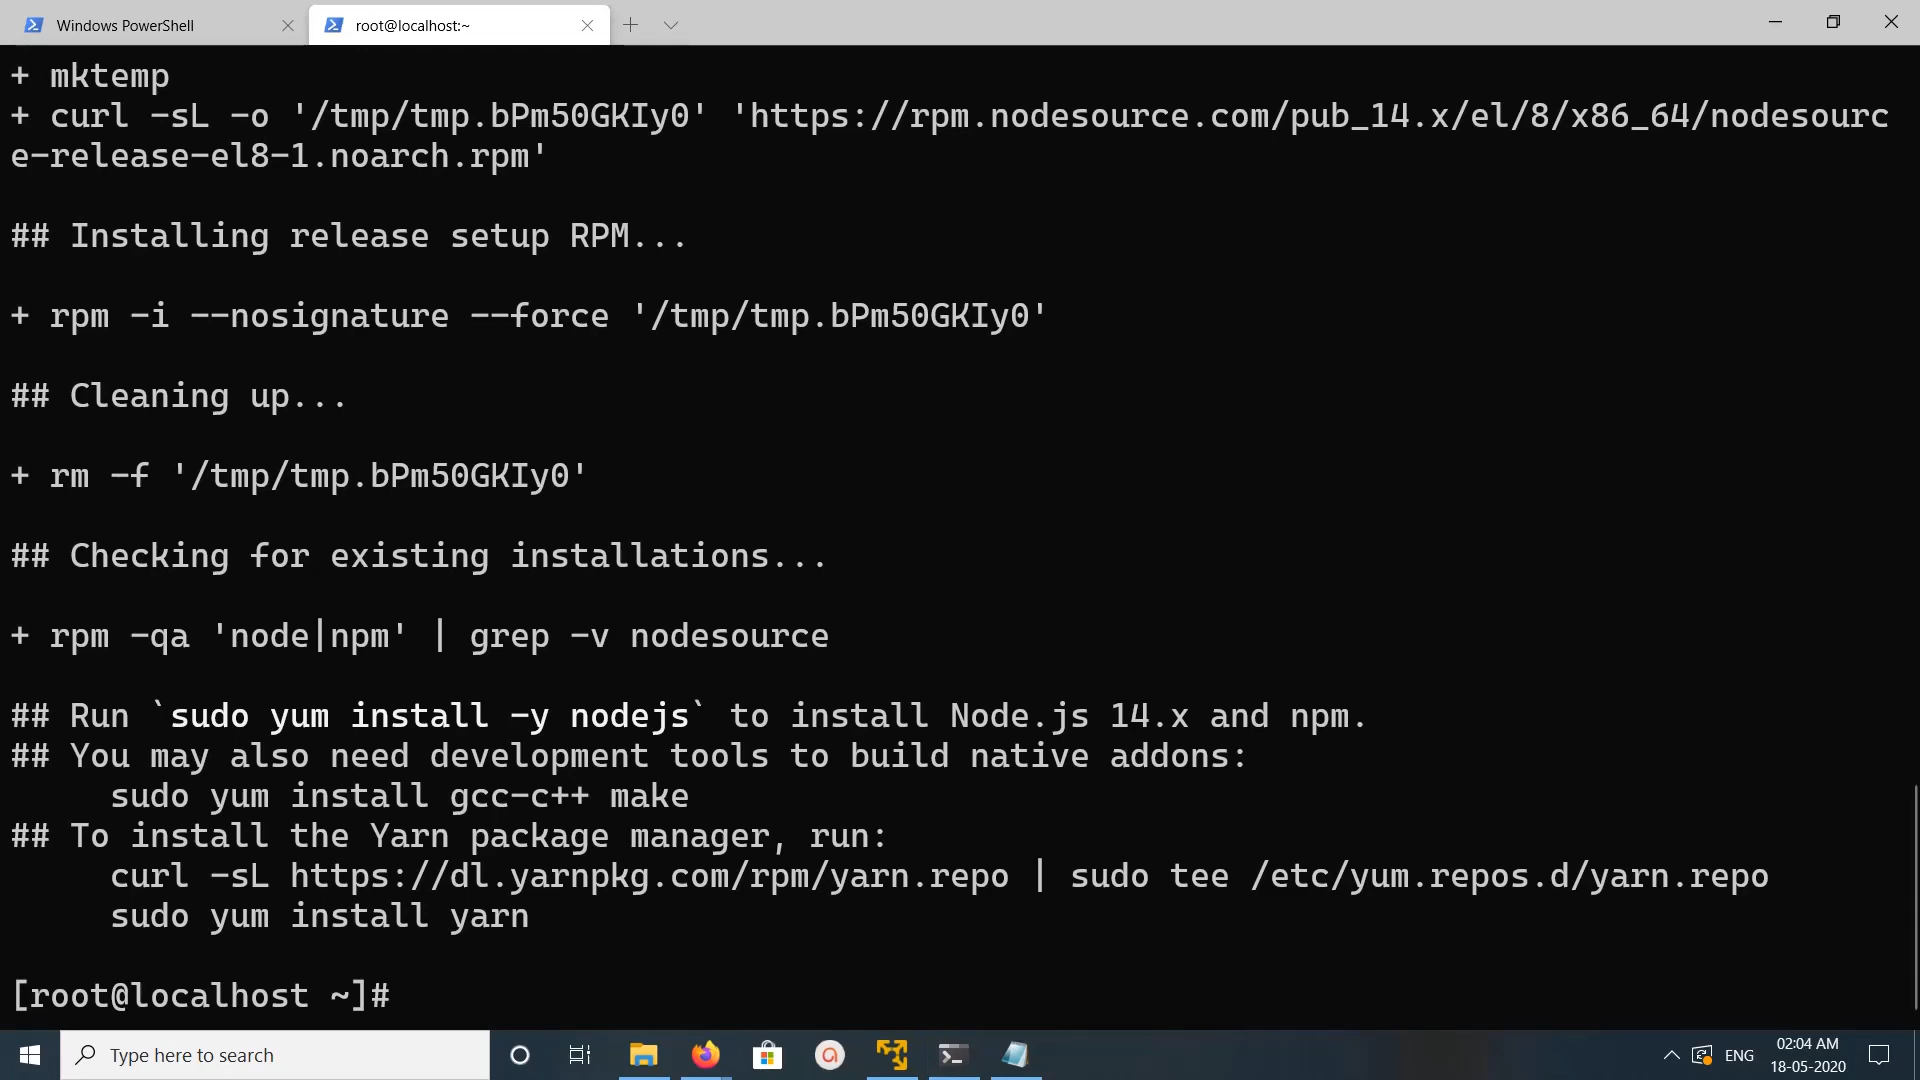 Windows PowerShell
root@localhost:~
+ mktemp
+ curl -sL -o '/tmp/tmp.bPm50GKIy0' 'https://rpm.nodesource.com/pub_14.x/el/8/x86_64/nodesourc
e-release-el8-1.noarch.rpm'
## Installing release setup RPM...
+ rpm -i --nosignature --force '/tmp/tmp.bPm50GKIy0'
## Cleaning up...
+ rm -f '/tmp/tmp.bPm50GKIy0'
## Checking for existing installations...
+ rpm -qa 'node|npm' | grep -v nodesource
## Run `sudo yum install -y nodejs` to install Node.js 14.x and npm.
## You may also need development tools to build native addons:
sudo yum install gcc-c++ make
## To install the Yarn package manager, run:
curl -sL https://dl.yarnpkg.com/rpm/yarn.repo | sudo tee /etc/yum.repos.d/yarn.repo
sudo yum install yarn
[root@localhost ~]#
Type here to search
ENG
02:04 AM
18-05-2020